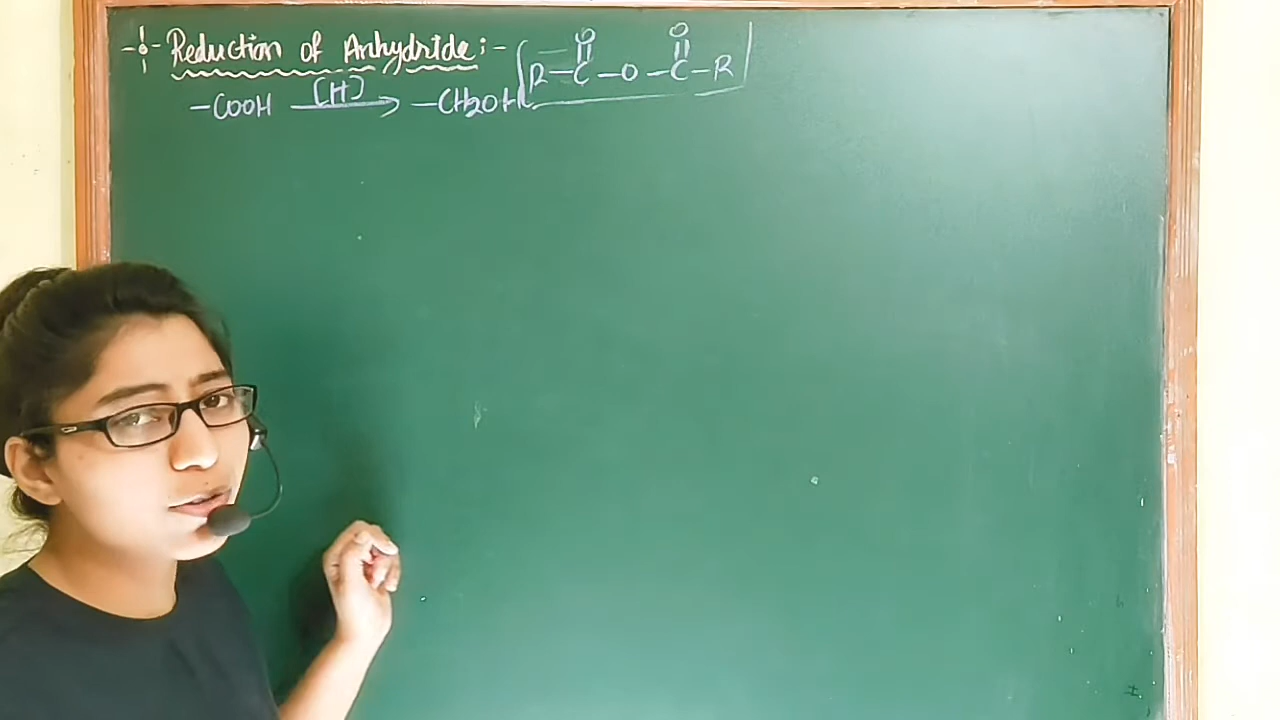 Reduction of Anhydride :- R-C-O-C-R
O O
-COOH [H] → -CH2OH